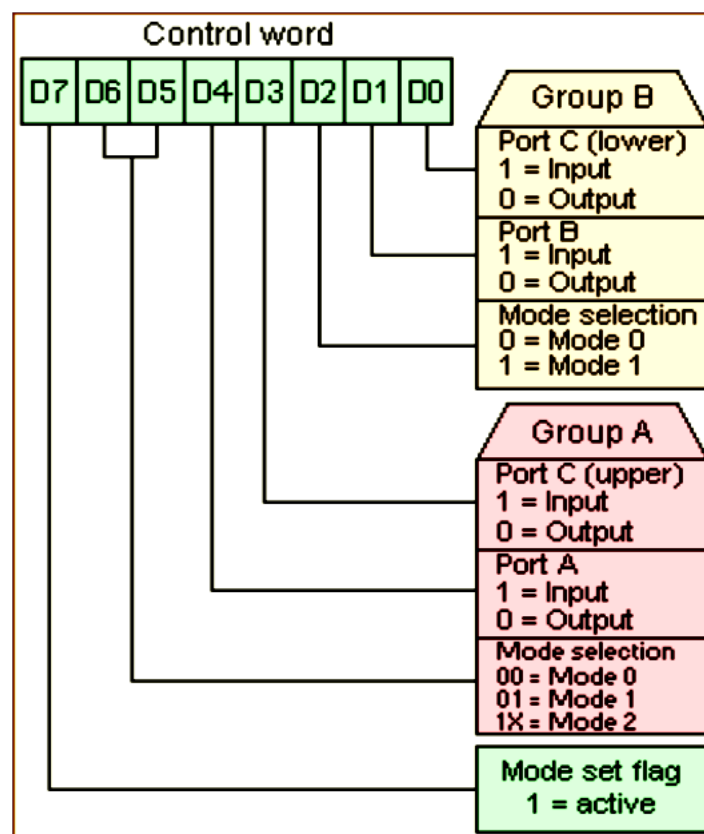 Control word
D7 D6 D5 D4 D3 D2 D1 D0
Group B
Port C (lower)
1 = Input
0 = Output
Port B
1 = Input
0 = Output
Mode selection
0 = Mode 0
1 = Mode 1
Group A
Port C (upper)
1 = Input
0 = Output
Port A
1 = Input
0 = Output
Mode selection
00 = Mode 0
01 = Mode 1
1X = Mode 2
Mode set flag
1 = active